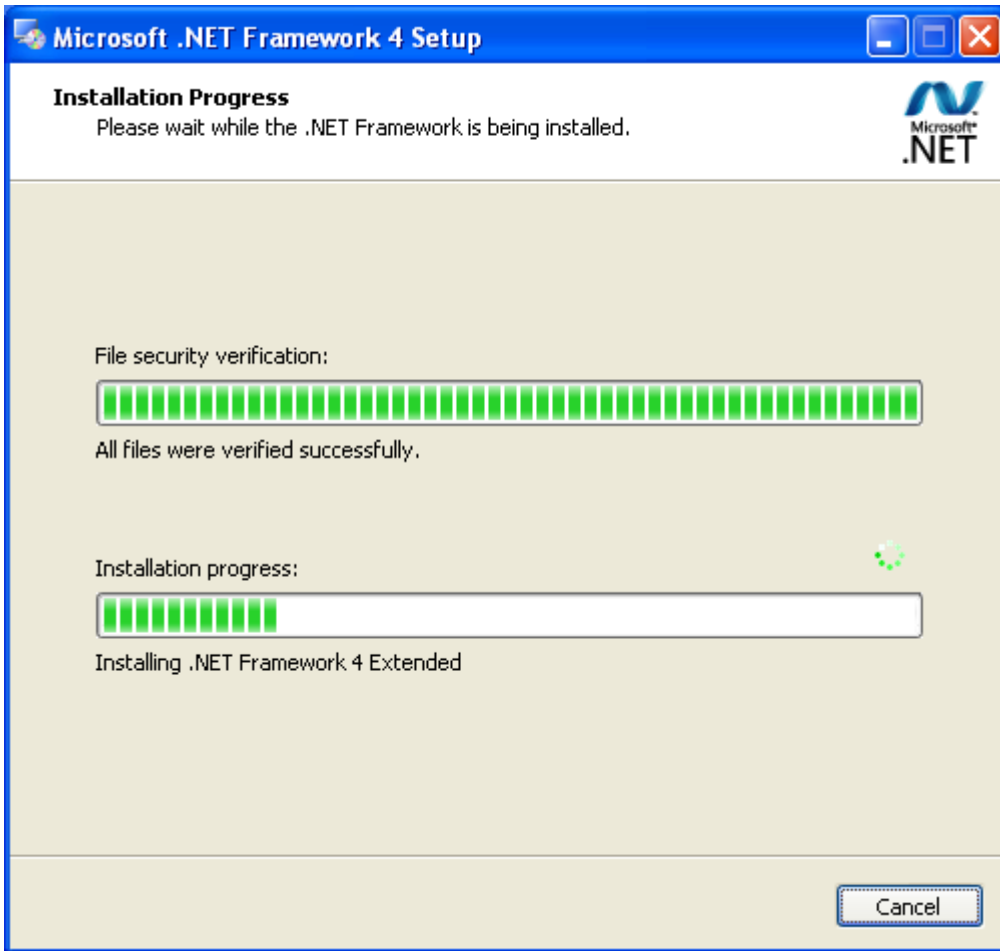 Microsoft .NET Framework 4 Setup
Installation Progress
Please wait while the .NET Framework is being installed.
Microsoft®
.NET
File security verification:
All files were verified successfully.
Installation progress:
Installing .NET Framework 4 Extended
Cancel